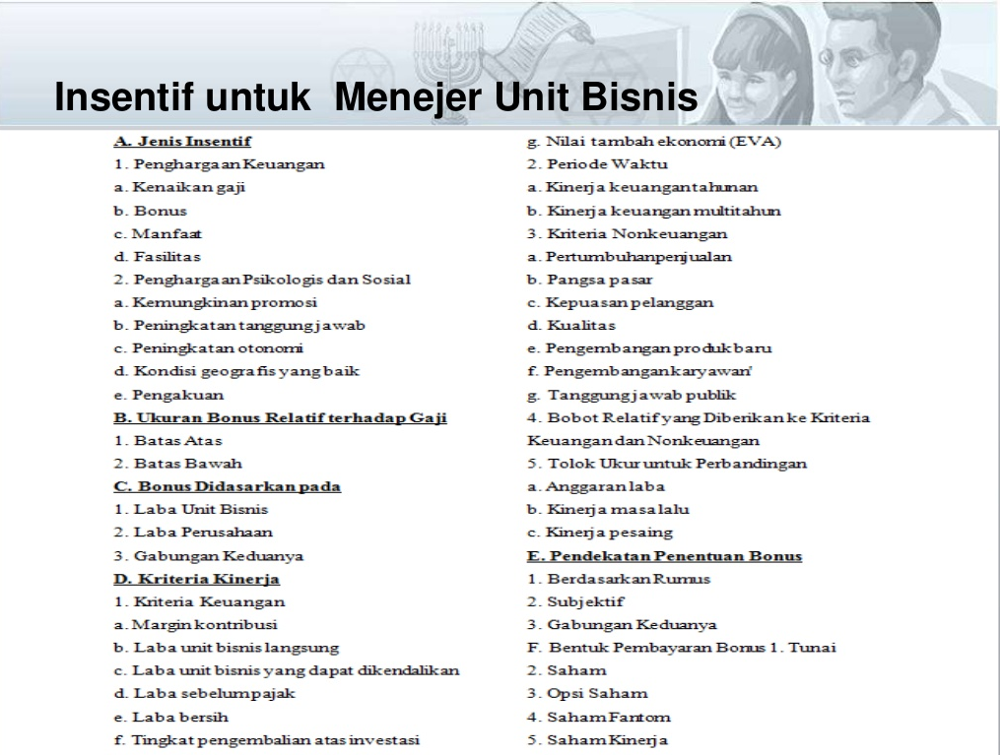 Insentif untuk Menejer Unit Bisnis
A. Jenis Insentif
1. Penghargaan Keuangan
a. Kenaikan gaji
b. Bonus
c. Manfaat
d. Fasilitas
2. Penghargaan Psikologis dan Sosial
a. Kemungkinan promosi
b. Peningkatan tanggung jawab
c. Peningkatan otonomi
d. Kondisi geografis yang baik
e. Pengakuan
B. Ukuran Bonus Relatif terhadap Gaji
1. Batas Atas
2. Batas Bawah
C. Bonus Didasarkan pada
1. Laba Unit Bisnis
2. Laba Perusahaan
3. Gabungan Keduanya
D. Kriteria Kinerja
1. Kriteria Keuangan
a. Margin kontribusi
b. Laba unit bisnis langsung
c. Laba unit bisnis yang dapat dikendalikan
d. Laba sebelum pajak
e. Laba bersih
f. Tingkat pengembalian atas investasi
g. Nilai tambah ekonomi (EVA)
2. Periode Waktu
a. Kinerja keuangan tahunan
b. Kinerja keuangan multitahun
3. Kriteria Nonkeuangan
a. Pertumbuhan penjualan
b. Pangsa pasar
c. Kepuasan pelanggan
d. Kualitas
e. Pengembangan produk baru
f. Pengembangan karyawan'
g. Tanggung jawab publik
4. Bobot Relatif yang Diberikan ke Kriteria
Keuangan dan Nonkeuangan
5. Tolok Ukur untuk Perbandingan
a. Anggaran laba
b. Kinerja masa lalu
c. Kinerja pesaing
E. Pendekatan Penentuan Bonus
1. Berdasarkan Rumus
2. Subjektif
3. Gabungan Keduanya
F. Bentuk Pembayaran Bonus 1. Tunai
2. Saham
3. Opsi Saham
4. Saham Fantom
5. Saham Kinerja